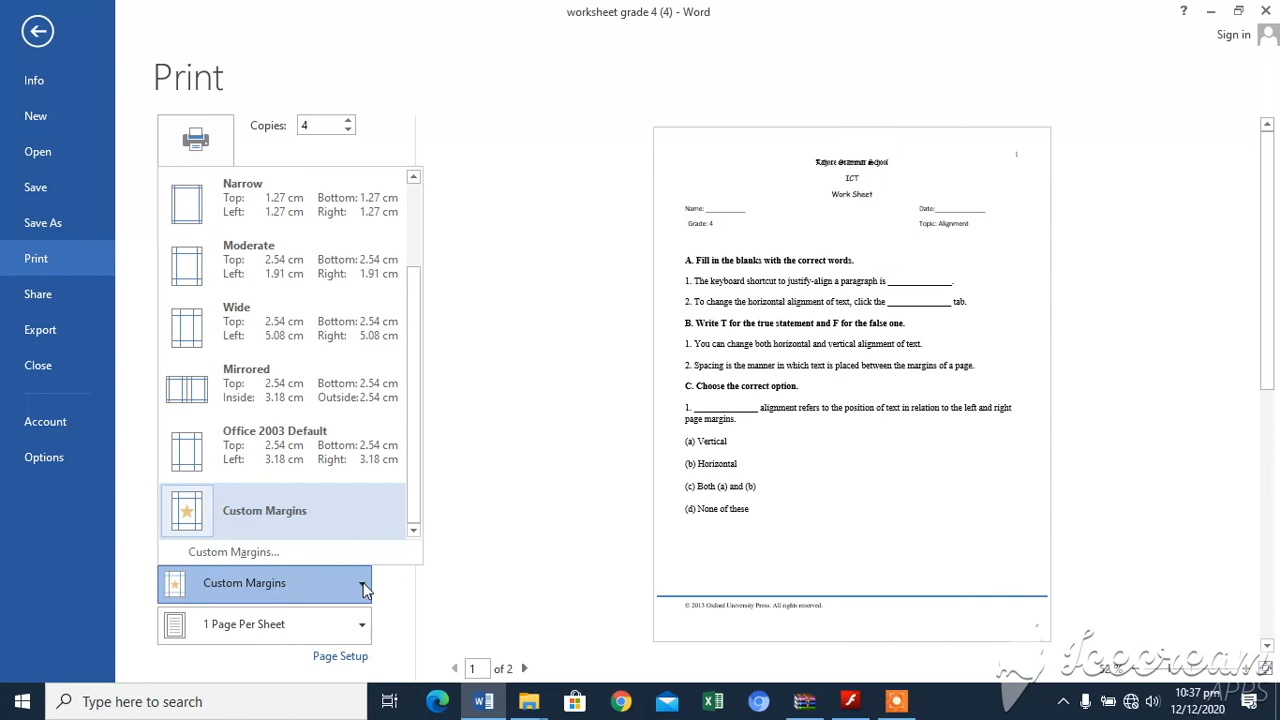 worksheet grade 4 (4) - Word
?
Sign in
Info
New
Open
Save
Save As
Print
Share
Export
Close
Account
Options
Print
Copies: 4
Narrow
Top: 1.27 cm Bottom: 1.27 cm
Left: 1.27 cm Right: 1.27 cm
Moderate
Top: 2.54 cm Bottom: 2.54 cm
Left: 1.91 cm Right: 1.91 cm
Wide
Top: 2.54 cm Bottom: 2.54 cm
Left: 5.08 cm Right: 5.08 cm
Mirrored
Top: 2.54 cm Bottom: 2.54 cm
Inside: 3.18 cm Outside: 2.54 cm
Office 2003 Default
Top: 2.54 cm Bottom: 2.54 cm
Left: 3.18 cm Right: 3.18 cm
Custom Margins
Custom Margins...
Custom Margins
1 Page Per Sheet
Page Setup
1
Grammar School
ICT
Work Sheet
Name: ___________ Date:______________
Grade: 4 Topic: Alignment
A. Fill in the blanks with the correct words.
1. The keyboard shortcut to justify-align a paragraph is _____________.
2. To change the horizontal alignment of text, click the _____________ tab.
B. Write T for the true statement and F for the false one.
1. You can change both horizontal and vertical alignment of text.
2. Spacing is the manner in which text is placed between the margins of a page.
C. Choose the correct option.
1. _____________ alignment refers to the position of text in relation to the left and right
page margins.
(a) Vertical
(b) Horizontal
(c) Both (a) and (b)
(d) None of these
© 2013 Oxford University Press. All rights reserved.
1 of 2
Icecream
APPS
Type here to search
10:37 pm
12/12/2020